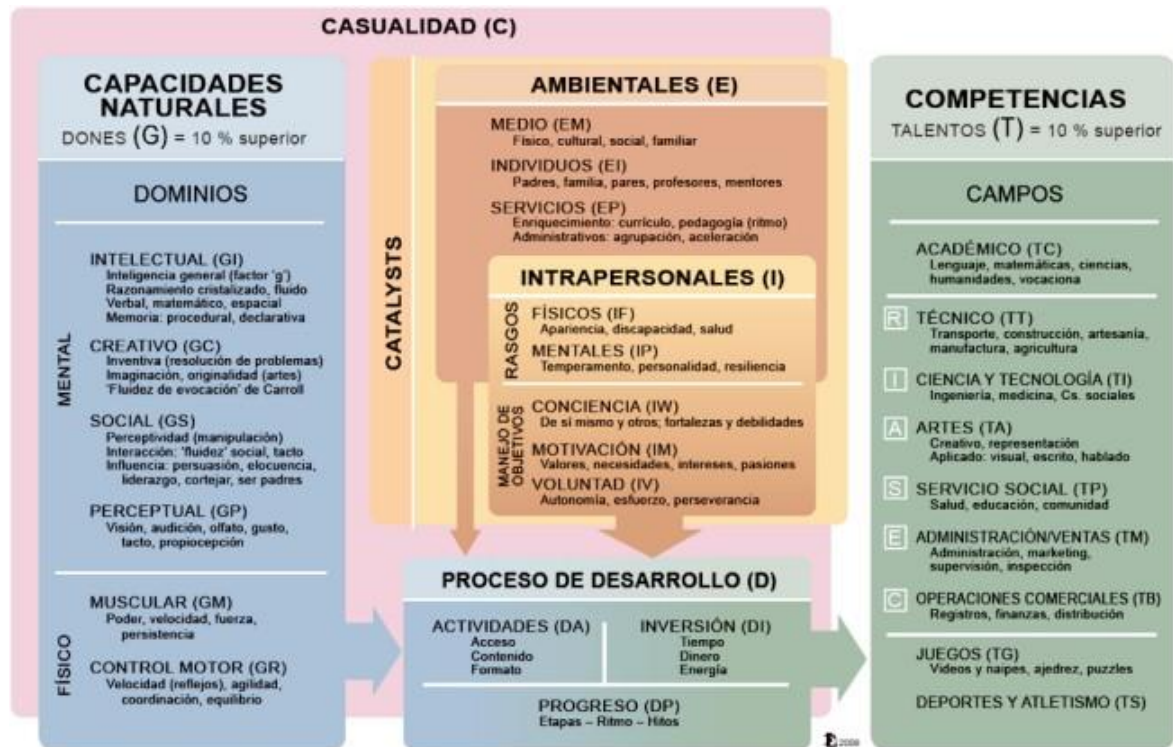 CASUALIDAD (C)
CAPACIDADES
NATURALES
DONES (G) = 10 % superior
DOMINIOS
MENTAL
INTELECTUAL (GI)
Inteligencia general (factor 'g')
Razonamiento cristalizado, fluido
Verbal, matemático, espacial
Memoria: procedural, declarativa
CREATIVO (GC)
Inventiva (resolución de problemas)
Imaginación, originalidad (artes)
'Fluidez de evocación' de Carroll
SOCIAL (GS)
Perceptividad (manipulación)
Interacción: 'fluidez' social, tacto
Influencia: persuasión, elocuencia,
liderazgo, cortejar, ser padres
PERCEPTUAL (GP)
Visión, audición, olfato, gusto,
tacto, propiocepción
FÍSICO
MUSCULAR (GM)
Poder, velocidad, fuerza,
persistencia
CONTROL MOTOR (GR)
Velocidad (reflejos), agilidad,
coordinación, equilibrio
CATALYSTS
AMBIENTALES (E)
MEDIO (EM)
Físico, cultural, social, familiar
INDIVIDUOS (EI)
Padres, familia, pares, profesores, mentores
SERVICIOS (EP)
Enriquecimiento: currículo, pedagogía (ritmo)
Administrativos: agrupación, aceleración
INTRAPERSONALES (I)
RASGOS
FÍSICOS (IF)
Apariencia, discapacidad, salud
MENTALES (IP)
Temperamento, personalidad, resiliencia
MANEJO DE
OBJETIVOS
CONCIENCIA (IW)
De sí mismo y otros; fortalezas y debilidades
MOTIVACIÓN (IM)
Valores, necesidades, intereses, pasiones
VOLUNTAD (IV)
Autonomía, esfuerzo, perseverancia
PROCESO DE DESARROLLO (D)
ACTIVIDADES (DA)
Acceso
Contenido
Formato
INVERSIÓN (DI)
Tiempo
Dinero
Energía
PROGRESO (DP)
Etapas – Ritmo – Hitos
2008
COMPETENCIAS
TALENTOS (T) = 10 % superior
CAMPOS
ACADÉMICO (TC)
Lenguaje, matemáticas, ciencias,
humanidades, vocaciona
R TÉCNICO (TT)
Transporte, construcción, artesanía,
manufactura, agricultura
I CIENCIA Y TECNOLOGÍA (TI)
Ingeniería, medicina, Cs. sociales
A ARTES (TA)
Creativo, representación
Aplicado: visual, escrito, hablado
S SERVICIO SOCIAL (TP)
Salud, educación, comunidad
E ADMINISTRACIÓN/VENTAS (TM)
Administración, marketing,
supervisión, inspección
C OPERACIONES COMERCIALES (TB)
Registros, finanzas, distribución
JUEGOS (TG)
Videos y naipes, ajedrez, puzzles
DEPORTES Y ATLETISMO (TS)